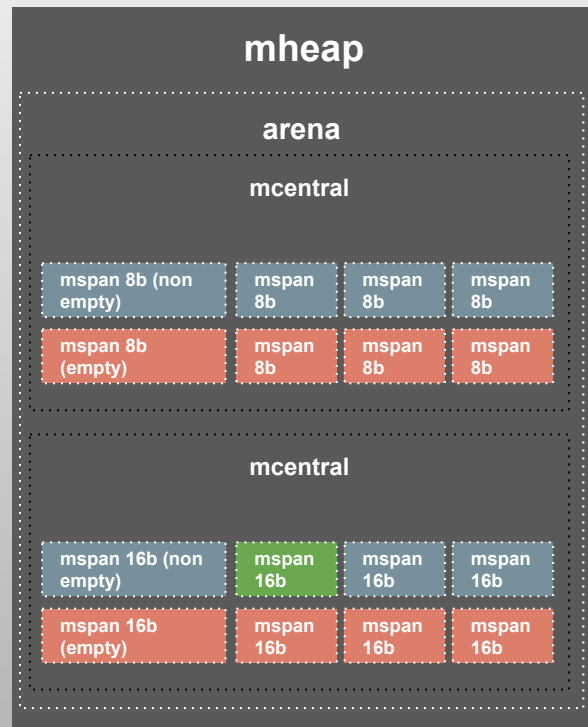 mheap
arena
mcentral
mspan 8b (non
empty)
mspan
8b
mspan
8b
mspan
8b
mspan 8b
(empty)
mspan
8b
mspan
8b
mspan
8b
mcentral
mspan 16b (non
empty)
mspan
16b
mspan
16b
mspan
16b
mspan 16b
(empty)
mspan
16b
mspan
16b
mspan
16b